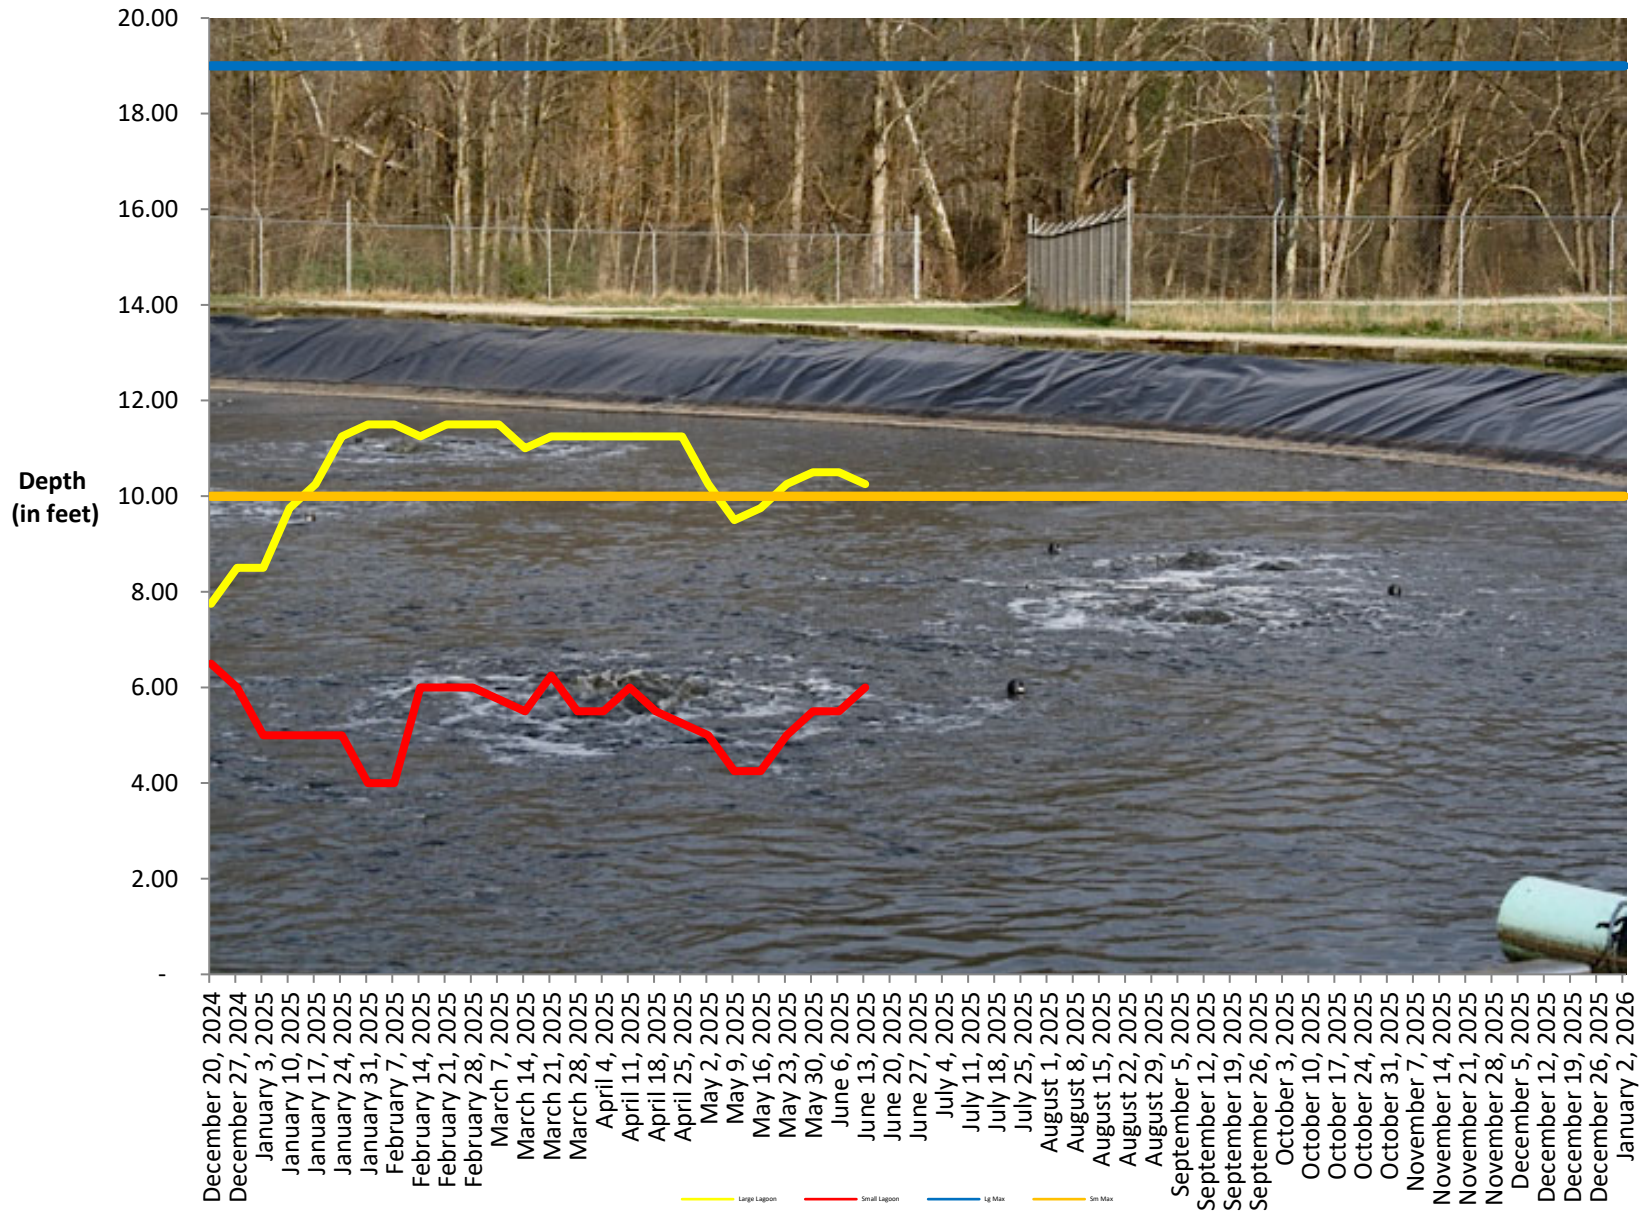 20.00
18.00
16.00
14.00
12.00
10.00
8.00
6.00
4.00
2.00
-
Depth
(in feet)
December 20, 2024
December 27, 2024
January 3, 2025
January 10, 2025
January 17, 2025
January 24, 2025
January 31, 2025
February 7, 2025
February 14, 2025
February 21, 2025
February 28, 2025
March 7, 2025
March 14, 2025
March 21, 2025
March 28, 2025
April 4, 2025
April 11, 2025
April 18, 2025
April 25, 2025
May 2, 2025
May 9, 2025
May 16, 2025
May 23, 2025
May 30, 2025
June 6, 2025
June 13, 2025
June 20, 2025
June 27, 2025
July 4, 2025
July 11, 2025
July 18, 2025
July 25, 2025
August 1, 2025
August 8, 2025
August 15, 2025
August 22, 2025
August 29, 2025
September 5, 2025
September 12, 2025
September 19, 2025
September 26, 2025
October 3, 2025
October 10, 2025
October 17, 2025
October 24, 2025
October 31, 2025
November 7, 2025
November 14, 2025
November 21, 2025
November 28, 2025
December 5, 2025
December 12, 2025
December 19, 2025
December 26, 2025
January 2, 2026
Large Lagoon
Small Lagoon
Lg Max
Sm Max